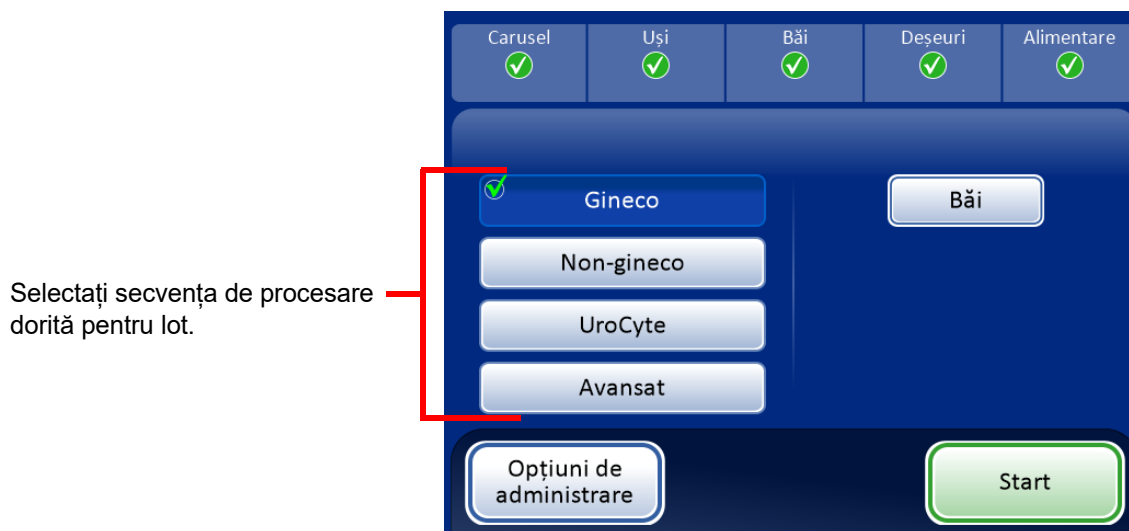 Carusel
Uși
Băi
Deșeuri
Alimentare
Gineco
Băi
Non-gineco
Selectați secvența de procesare
dorită pentru lot.
UroCyte
Avansat
Opțiuni de
administrare
Start